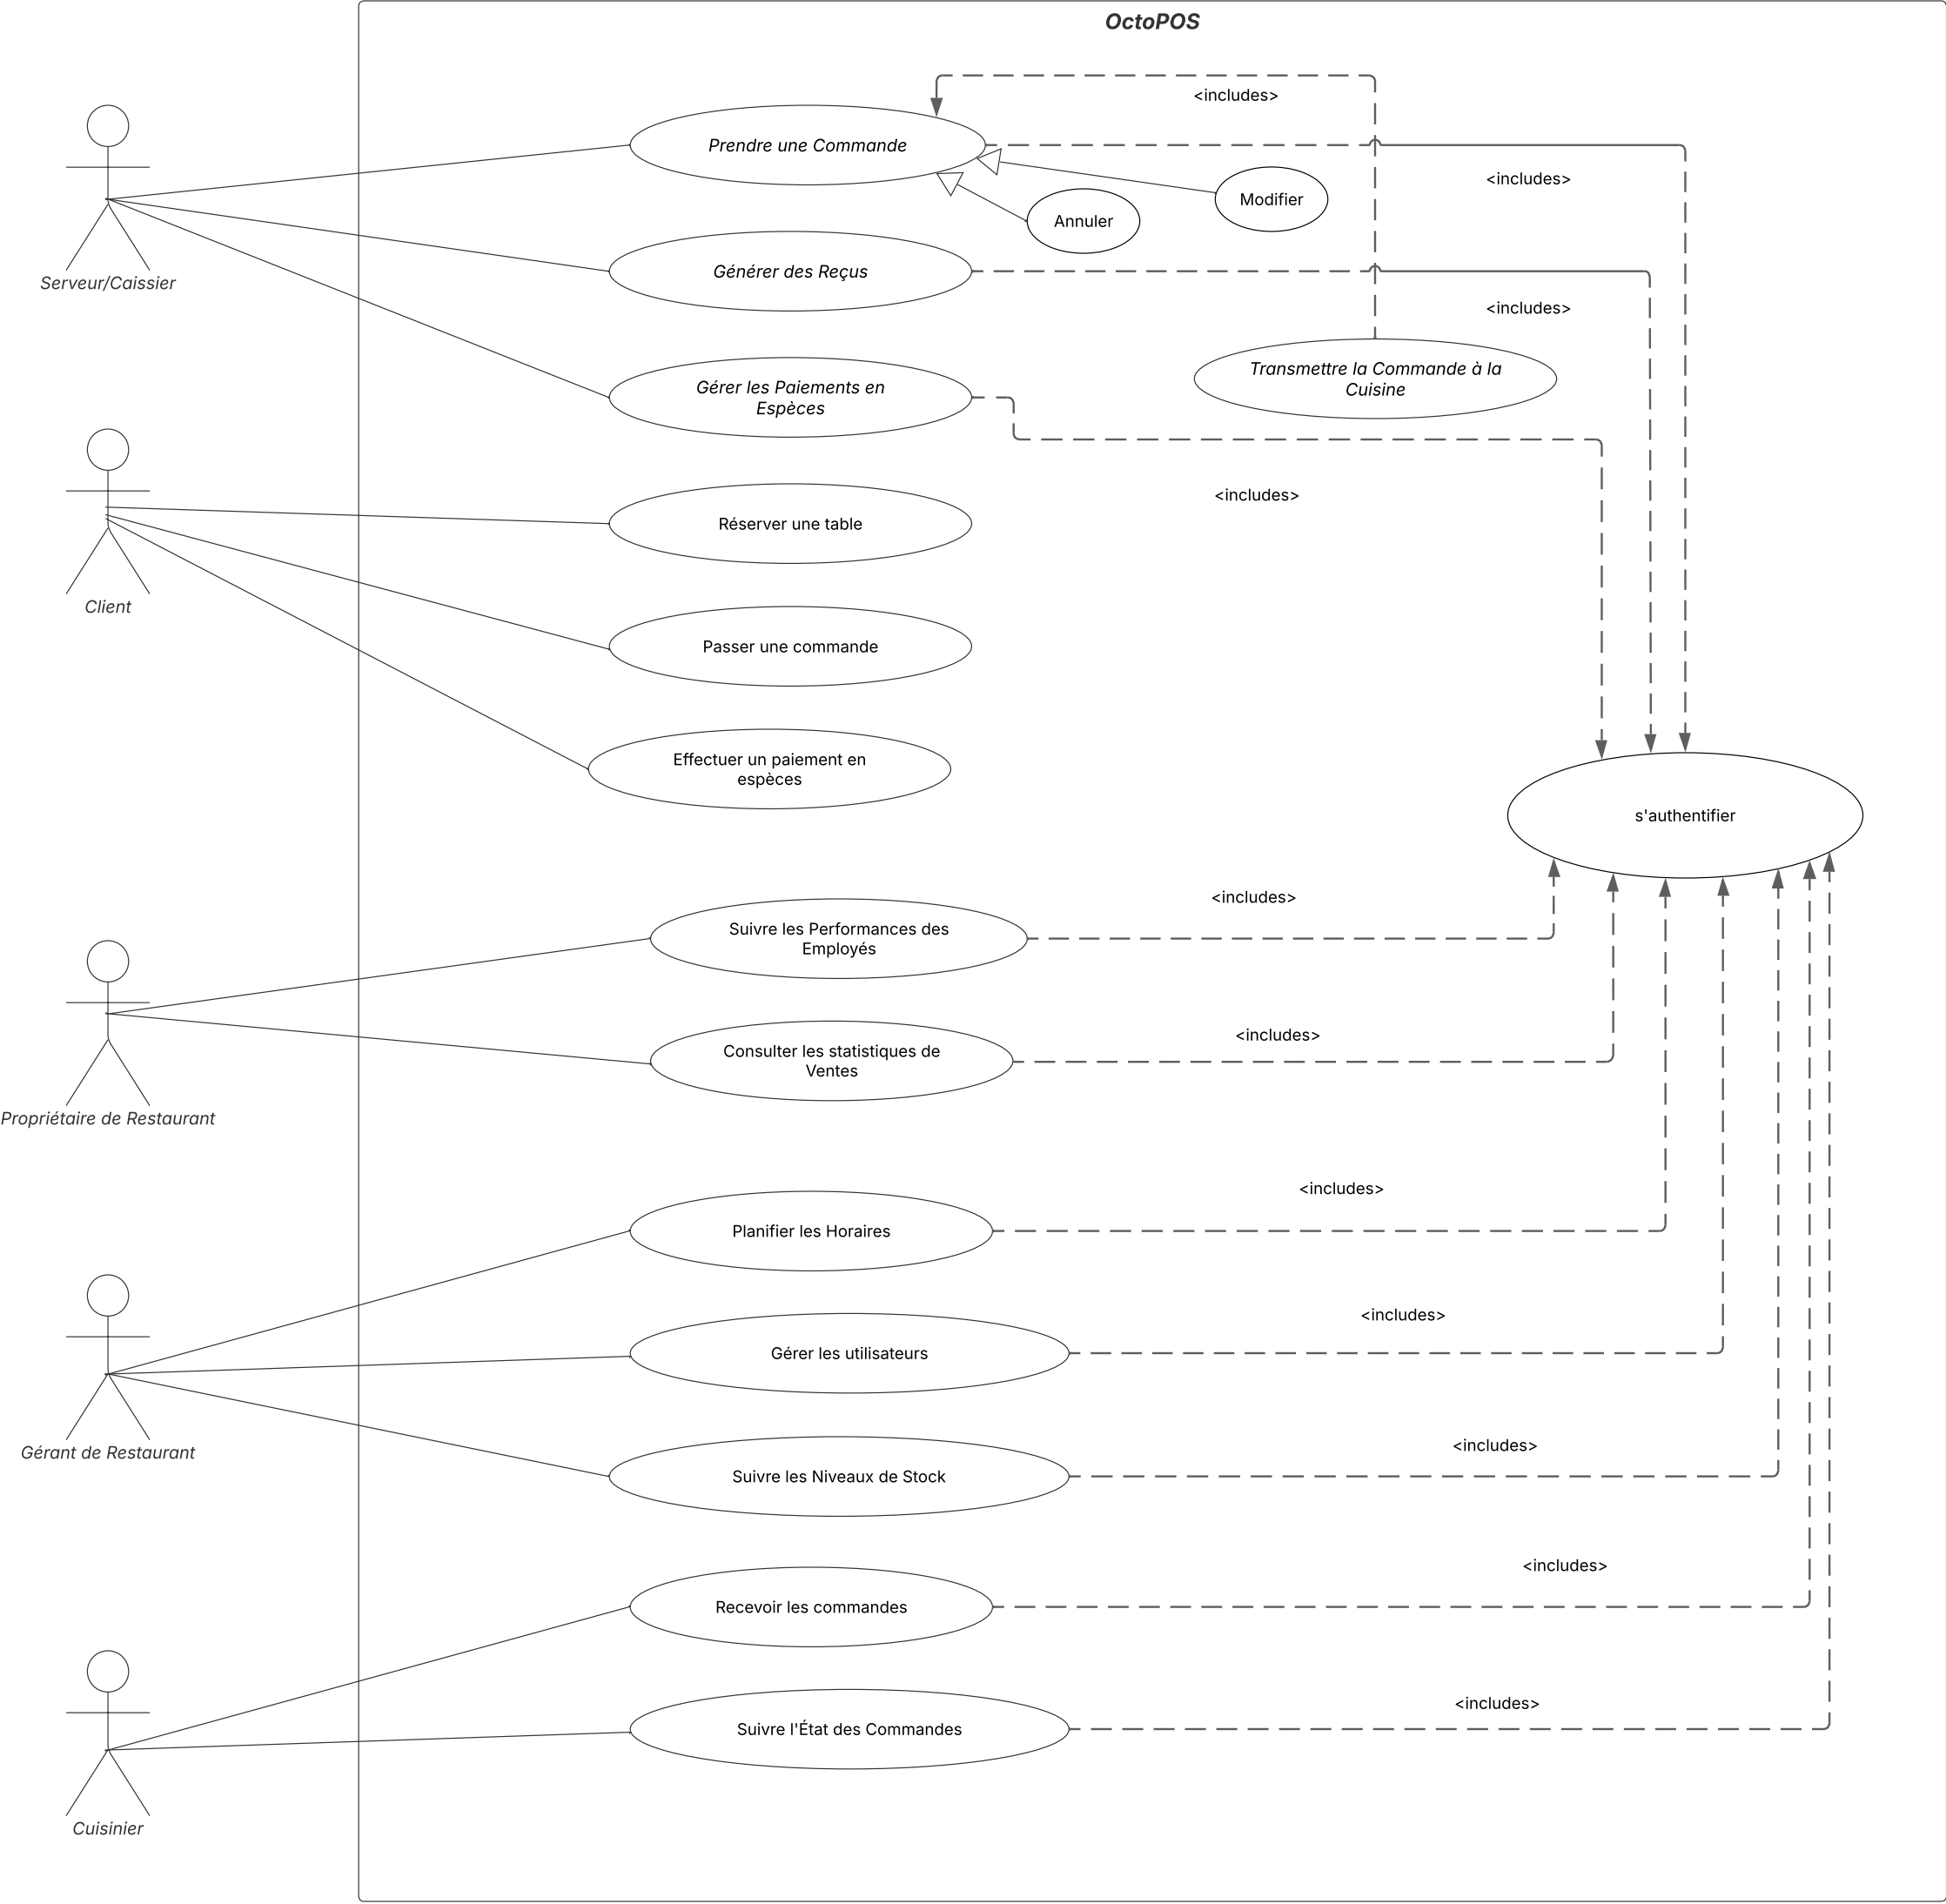 OctoPOS
<includes>
Prendre une Commande
<includes>
Modifier
Annuler
Serveur/Caissier
Générer des Reçus
<includes>
Transmettre la Commande à la
Cuisine
Gérer les Paiements en
Espèces
<includes>
Réserver une table
Client
Passer une commande
Effectuer un paiement en
espèces
s'authentifier
<includes>
Suivre les Performances des
Employés
<includes>
Consulter les statistiques de
Ventes
Propriétaire de Restaurant
<includes>
Planifier les Horaires
<includes>
Gérer les utilisateurs
Gérant de Restaurant
<includes>
Suivre les Niveaux de Stock
<includes>
Recevoir les commandes
<includes>
Suivre l'État des Commandes
Cuisinier